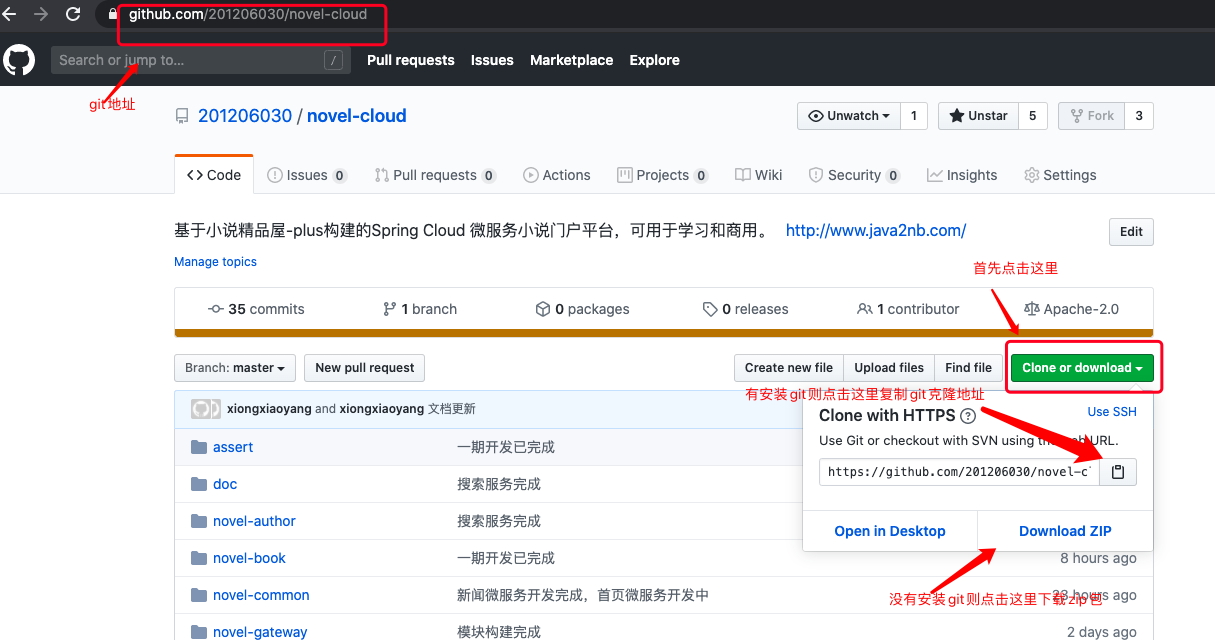 github.com/201206030/novel-cloud
Search or jump to... /
Pull requests Issues Marketplace Explore
git地址
201206030 / novel-cloud
Unwatch 1 Unstar 5 Fork 3
Code Issues 0 Pull requests 0 Actions Projects 0 Wiki Security 0 Insights Settings
基于小说精品屋-plus构建的Spring Cloud 微服务小说门户平台，可用于学习和商用。 http://www.java2nb.com/ Edit
Manage topics
首先点击这里
35 commits 1 branch 0 packages 0 releases 1 contributor Apache-2.0
Branch: master New pull request Create new file Upload files Find file Clone or download
有安装git则点击这里复制git克隆地址
xiongxiaoyang and xiongxiaoyang 文档更新
Clone with HTTPS ? Use SSH
Use Git or checkout with SVN using the web URL.
https://github.com/201206030/novel-c
assert 一期开发已完成
doc 搜索服务完成
novel-author 搜索服务完成
Open in Desktop Download ZIP
novel-book 一期开发已完成 8 hours ago
novel-common 新闻微服务开发完成，首页微服务开发中 23 hours ago
没有安装git则点击这里下载zip包
novel-gateway 模块构建完成 2 days ago